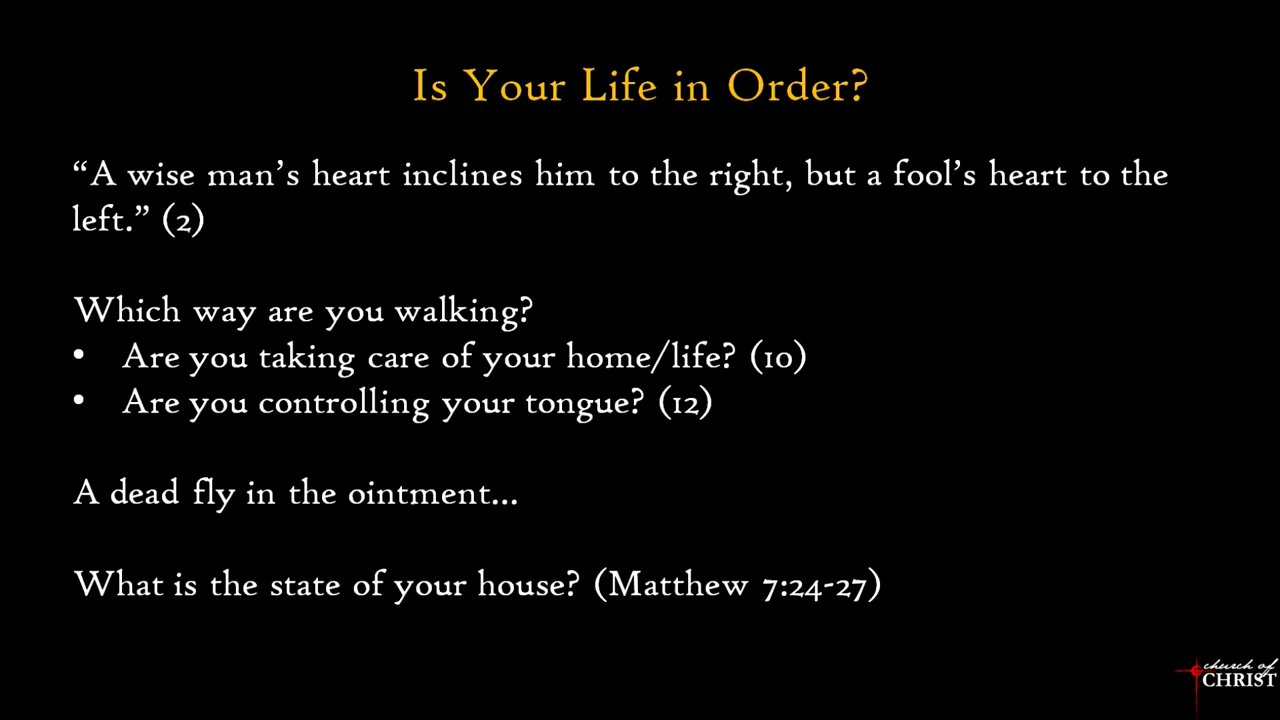 Is Your Life in Order?
“A wise man’s heart inclines him to the right, but a fool’s heart to the
left.” (2)
Which way are you walking?
• Are you taking care of your home/life? (10)
• Are you controlling your tongue? (12)
A dead fly in the ointment...
What is the state of your house? (Matthew 7:24-27)
church of
CHRIST